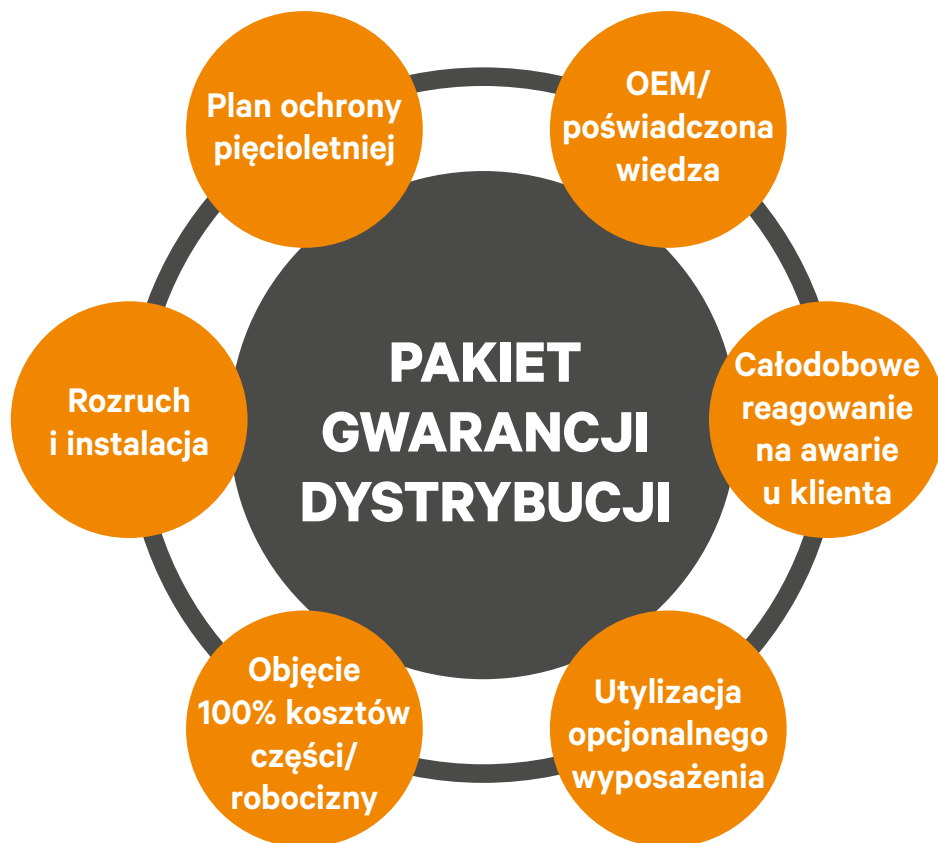 Plan ochrony
pięcioletniej
OEM/
poświadczona
wiedza
Rozruch
i instalacja
PAKIET
GWARANCJI
DYSTRYBUCJI
Całodobowe
reagowanie
na awarie
u klienta
Objęcie
100% kosztów
części/
robocizny
Utylizacja
opcjonalnego
wyposażenia